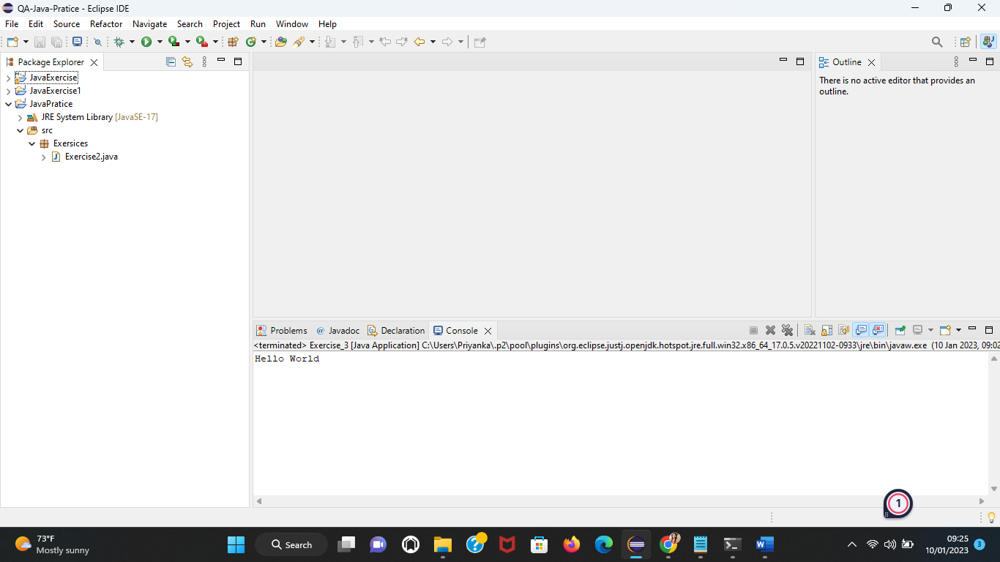 QA-Java-Pratice - Eclipse IDE
File Edit Source Refactor Navigate Search Project Run Window Help
Package Explorer
JavaExercise
JavaExercise1
JavaPratice
JRE System Library [JavaSE-17]
src
Exersices
Exercise2.java
Outline
There is no active editor that provides an
outline.
Problems @ Javadoc Declaration Console
<terminated> Exercise_3 [Java Application] C:\Users\Priyanka\.p2\pool\plugins\org.eclipse.justj.openjdk.hotspot.jre.full.win32.x86_64_17.0.5.v20221102-0933\jre\bin\javaw.exe (10 Jan 2023, 09:02
Hello World
1
73°F
Mostly sunny
Search
09:25
10/01/2023
3